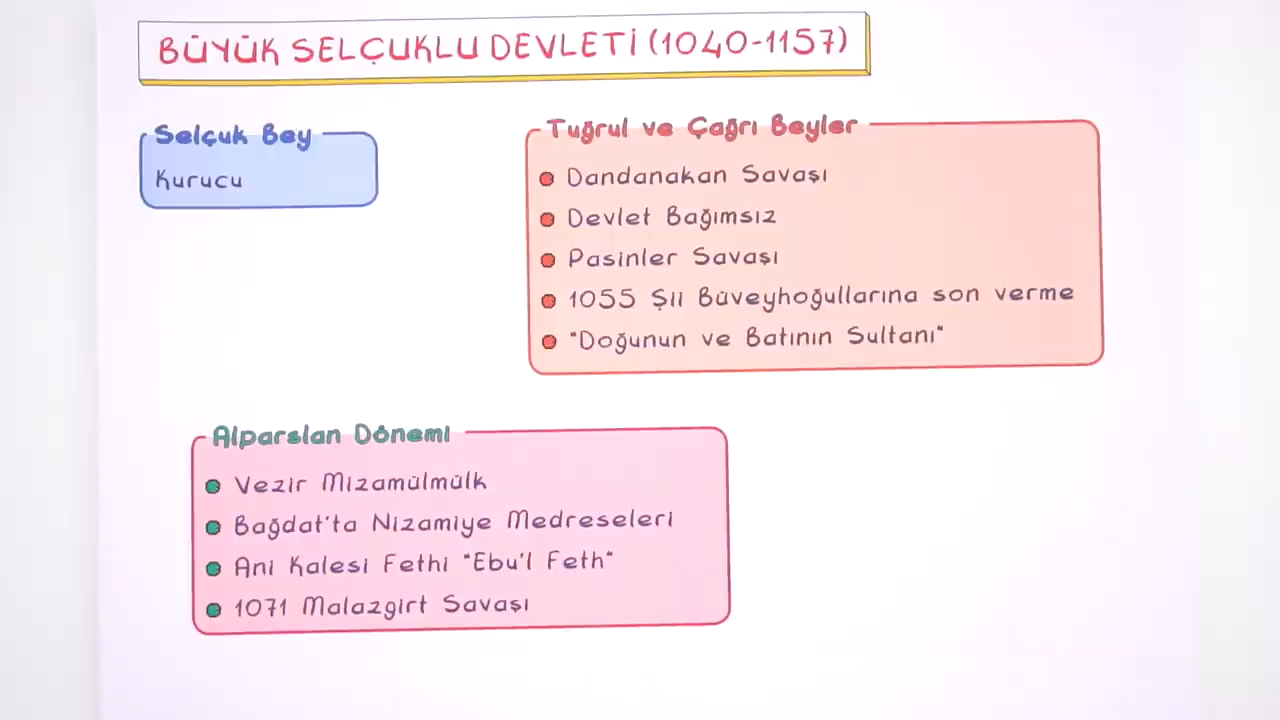 BÜYÜK SELÇUKLU DEVLETİ (1040-1157)
Selçuk Bey
Kurucu
Tuğrul ve Çağrı Beyler
Dandanakan Savaşı
Devlet Bağımsız
Pasinler Savaşı
1055 Şii Büveyhoğullarına son verme
"Doğunun ve Batının Sultanı"
Alparslan Dönemi
Vezir Mizamülmülk
Bağdat'ta Nizamiye Medreseleri
Ani Kalesi Fethi "Ebu'l Feth"
1071 Malazgirt Savaşı